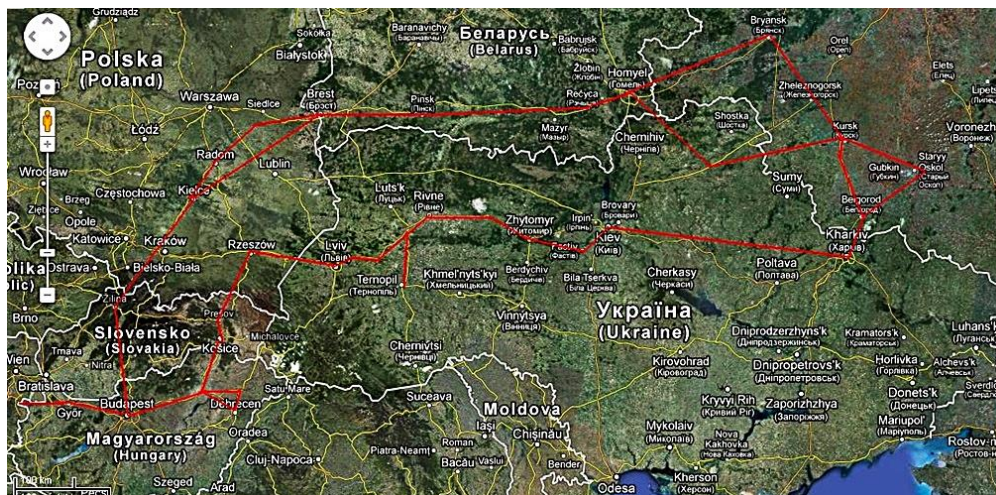 Grudziądz
Polska
(Poland)
Białystok
Sokółka
Baranavichy
(Баранавічы)
Беларусь
(Belarus)
Babrujsk
(Бабруйск)
Bryansk
(Брянск)
Orel
(Орел)
Elets
(Елец)
Żlobin
(Жлобін)
Homyel
(Гомель)
Zheleznogorsk
(Железногорск)
Warszawa
Siedlce
Brest
(Брэст)
Pinsk
(Пінск)
Rečyca
Mazyr
(Мазыр)
Chernihiv
(Чернігів)
Shostka
(Шостка)
Kursk
Voronezh
(Воронеж)
Łódź
Radom
Lublin
Wrocław
Częstochowa
Kielce
Brzeg
Opole
Luts'k
(Луцьк)
Rivne
(Рівне)
Sumy
(Суми)
Gubkin
(Губкин)
Staryy
Oskol
(Старый
Оскол)
Belgorod
(Белгород)
Zhytomyr
(Житомир)
Irpin'
(Ірпінь)
Brovary
(Бровари)
Kiev
(Київ)
Fastiv
(Фастів)
Kharkiv
(Харків)
Katowice
Kraków
Rzeszów
Lviv
(Львів)
Ostrava
Bielsko-Biała
Ternopil
(Тернопіль)
Khmel'nyts'kyi
(Хмельницький)
Berdychiv
(Бердичів)
Bila Tserkva
(Біла Церква)
Cherkasy
(Черкаси)
Poltava
(Полтава)
Brno
Žilina
Prešov
Slovensko
(Slovakia)
Michalovce
Košice
Vinnytsya
(Вінниця)
Україна
(Ukraine)
Chernivtsi
(Чернівці)
Dniprodzerzhyns'k
(Дніпродзержинськ)
Kramators'k
(Краматорськ)
Luhans'k
Trnava
Nitra
Wien
Bratislava
Kirovohrad
(Кіровоград)
Dnipropetrovs'k
(Дніпропетровськ)
Horlivka
(Горлівка)
Alchevs'k
(Алчевськ)
Győr
Budapest
Debrecen
Satu-Mare
Suceava
Moldova
Kryvyi Rih
(Кривий Ріг)
Zaporizhzhya
(Запоріжжя)
Donets'k
(Донецьк)
Magyarország
(Hungary)
Oradea
Cluj-Napoca
Piatra-Neamț
Iași
Roman
Chișinău
Mykolaiv
(Миколаїв)
Nova
Kakhovka
(Нова Каховка)
Mariupol'
(Маріуполь)
Szeged
Arad
Bacău
Vaslui
Bender
Odesa
Kherson
(Херсон)
100 km
Pécs